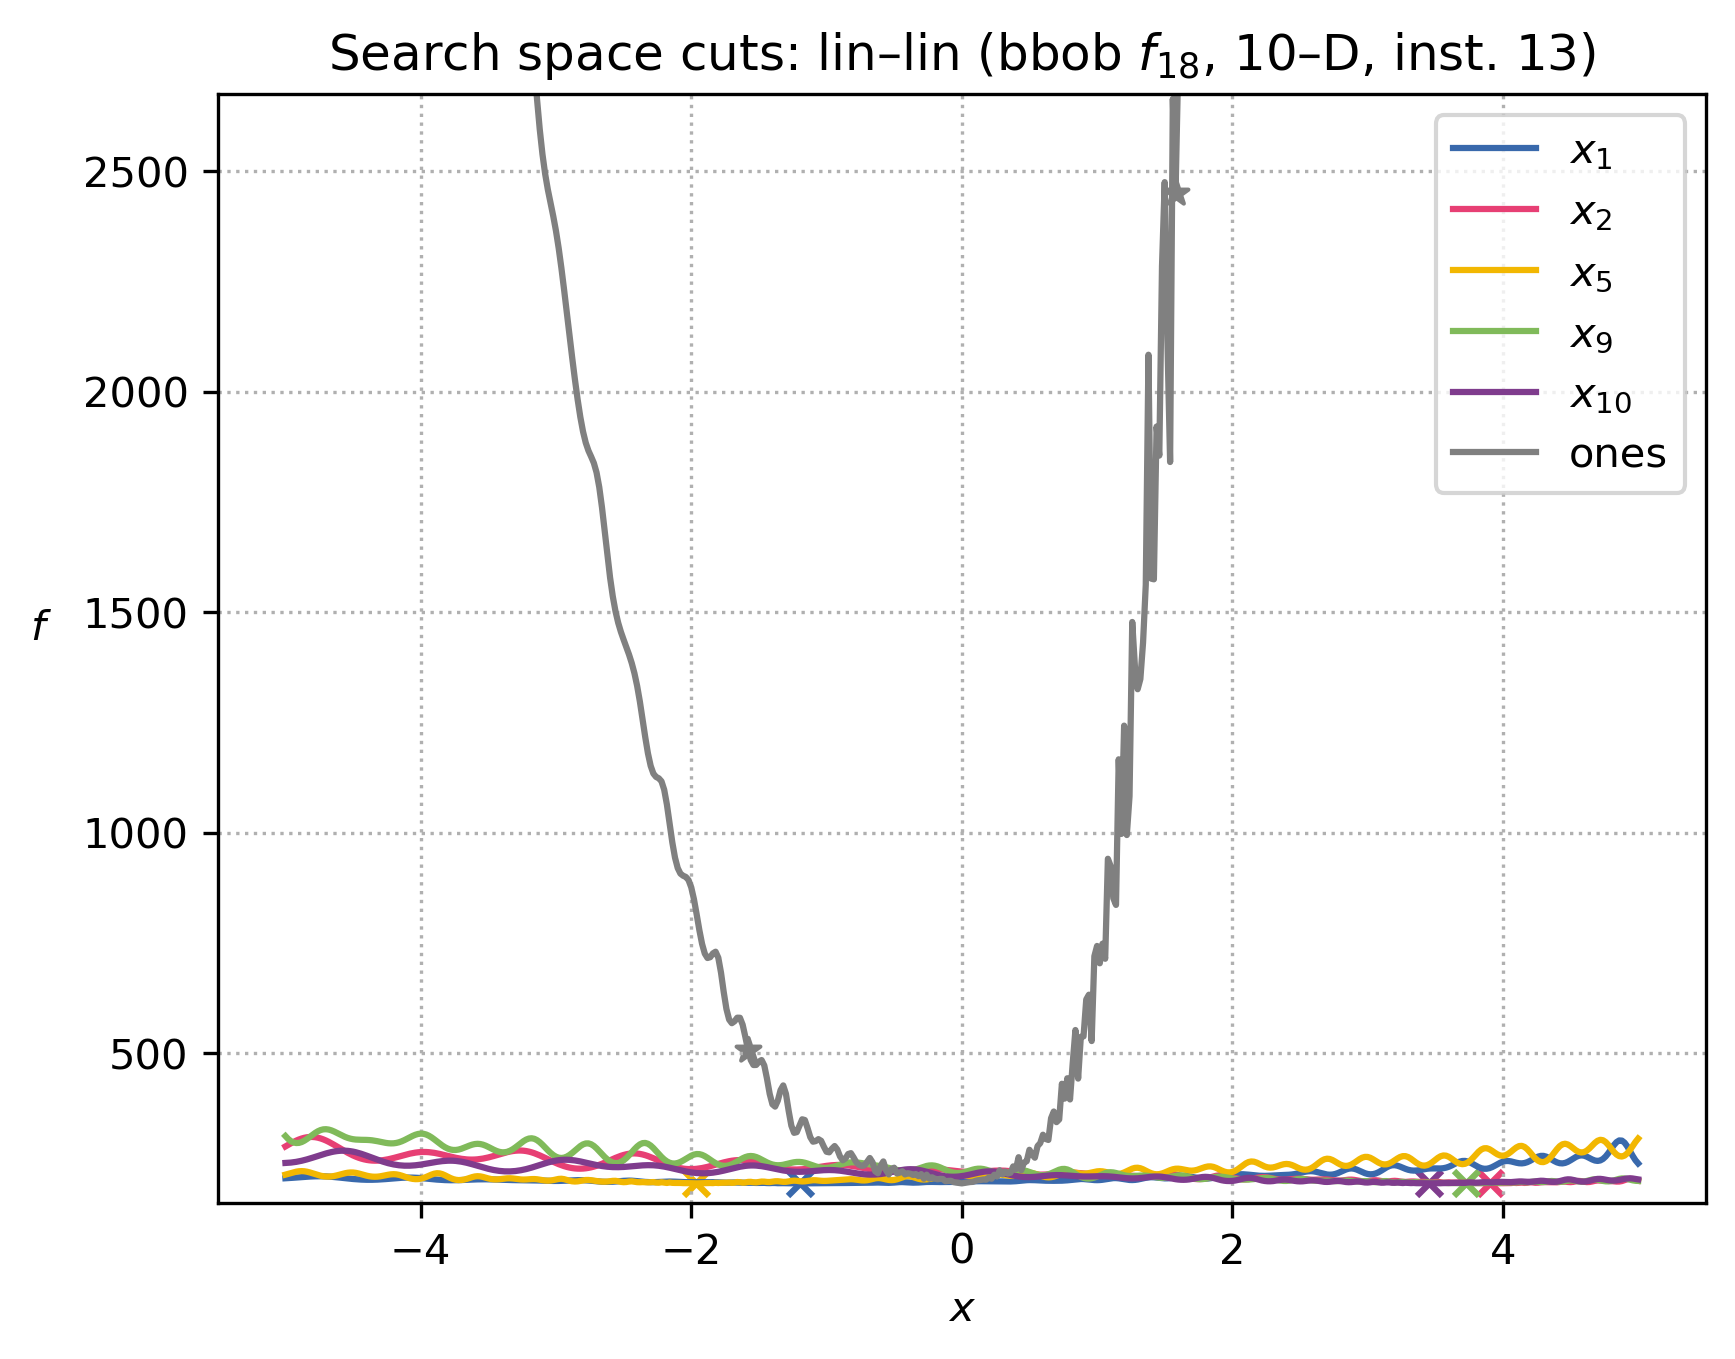 Search space cuts: lin–lin (bbob f₁₈, 10–D, inst. 13)
2500
2000
1500
1000
500
f
−4
−2
0
2
4
x
x₁
x₂
x₅
x₉
x₁₀
ones